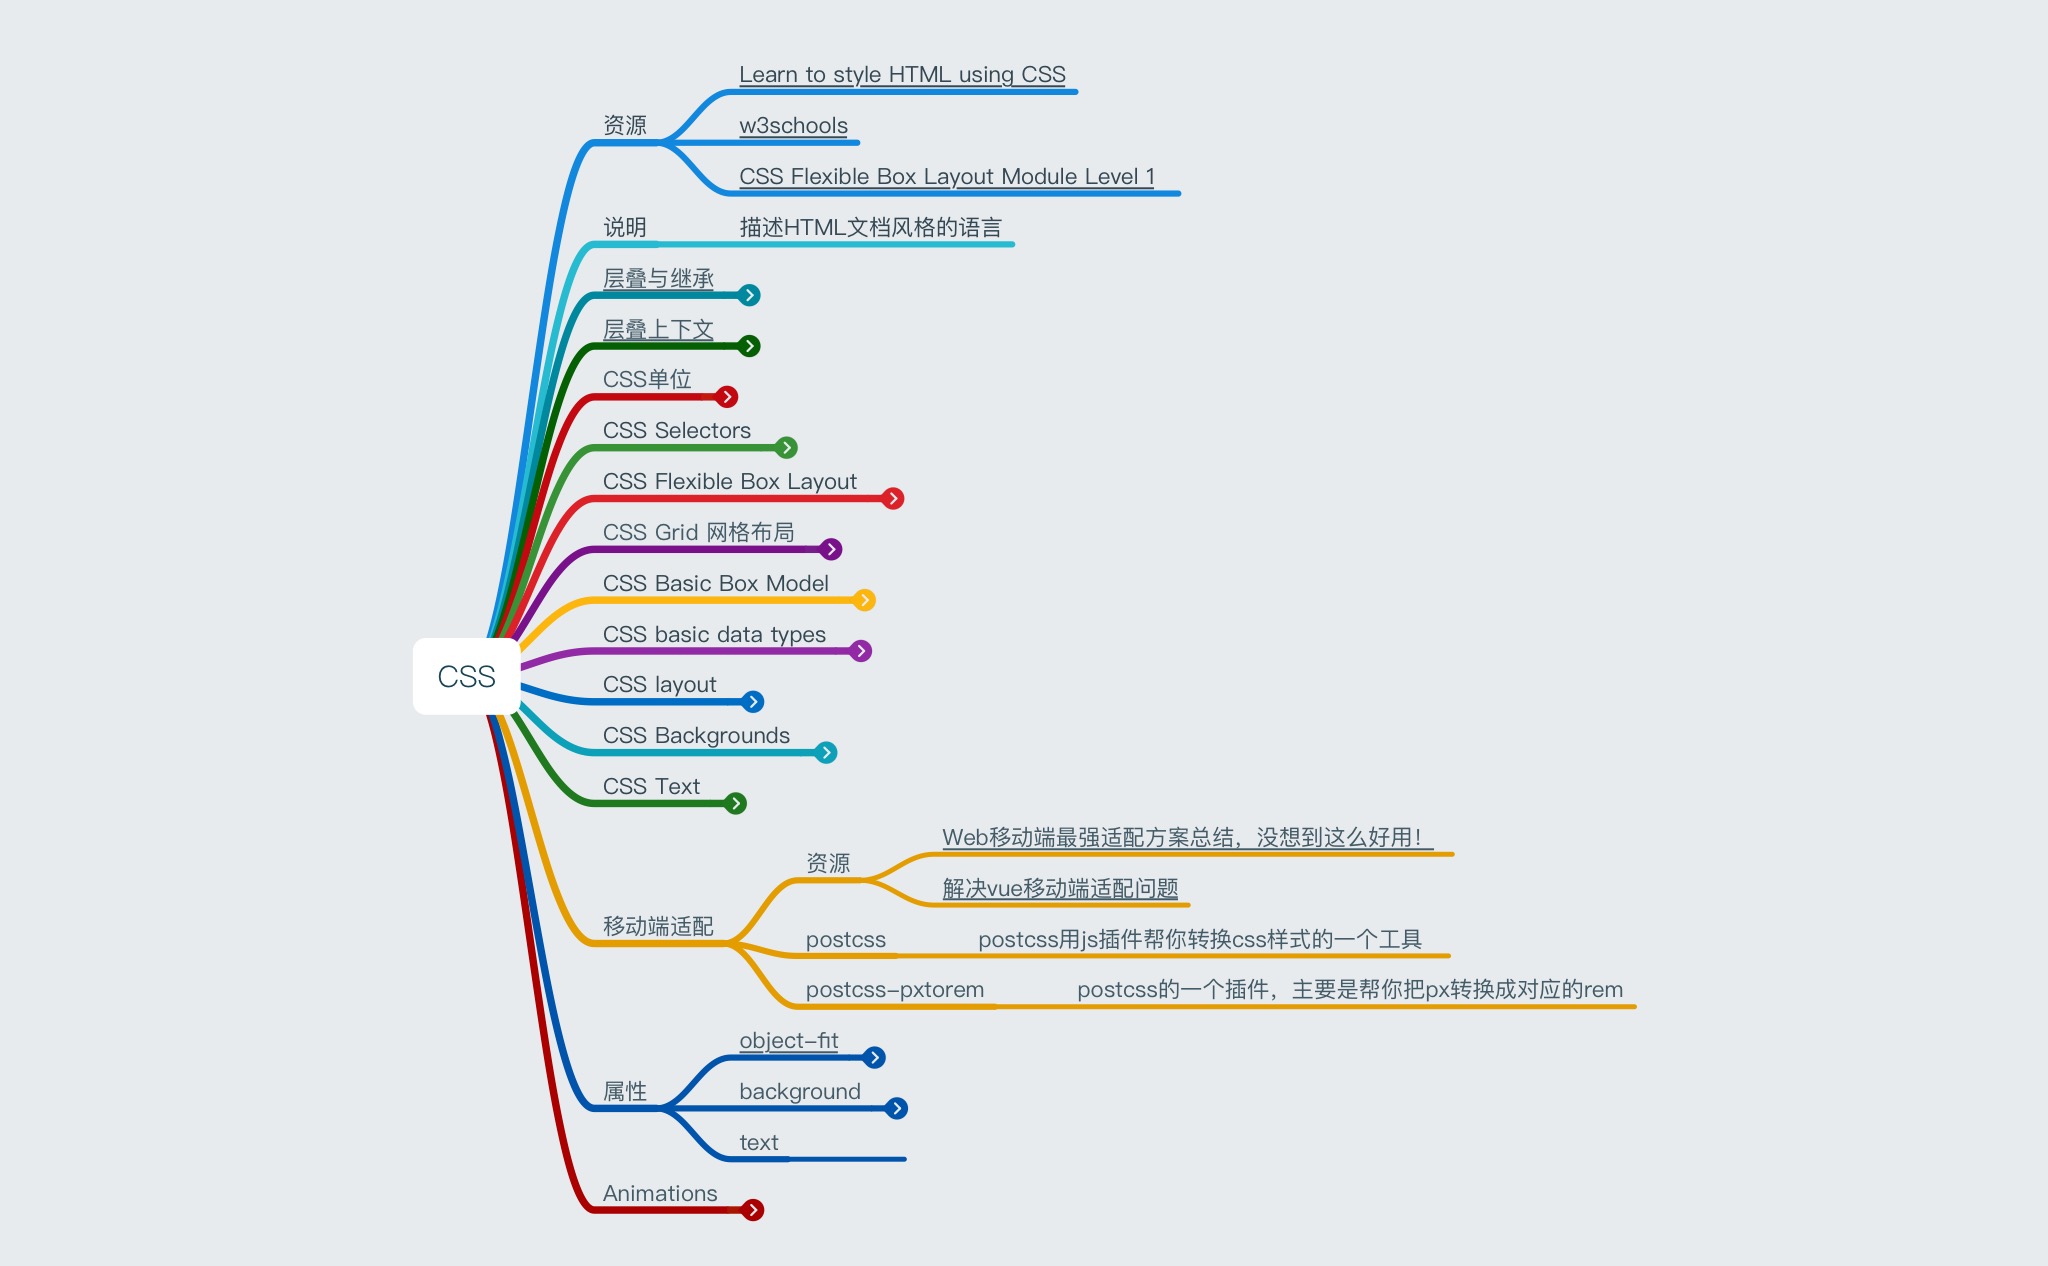 Learn to style HTML using CSS
资源
w3schools
CSS Flexible Box Layout Module Level 1
说明
描述HTML文档风格的语言
层叠与继承
层叠上下文
CSS单位
CSS Selectors
CSS Flexible Box Layout
CSS Grid 网格布局
CSS Basic Box Model
CSS basic data types
CSS
CSS layout
CSS Backgrounds
CSS Text
Web移动端最强适配方案总结，没想到这么好用！
资源
解决vue移动端适配问题
移动端适配
postcss
postcss用js插件帮你转换css样式的一个工具
postcss-pxtorem
postcss的一个插件，主要是帮你把px转换成对应的rem
object-fit
属性
background
text
Animations